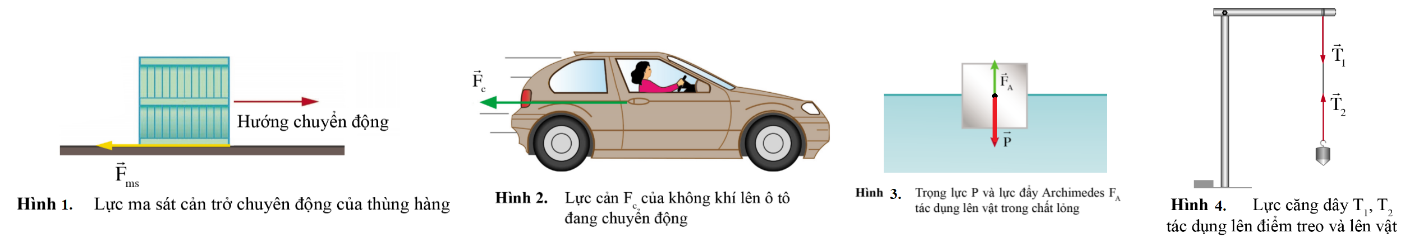 Hướng chuyển động
F⃗ms
Hình 1. Lực ma sát cản trở chuyên động của thùng hàng
F⃗c
Hình 2. Lực cản Fc của không khí lên ô tô
đang chuyển động
F⃗A
P⃗
Hình 3. Trọng lực P và lực đẩy Archimedes FA
tác dụng lên vật trong chất lỏng
T⃗1
T⃗2
Hình 4. Lực căng dây T1, T2
tác dụng lên điểm treo và lên vật